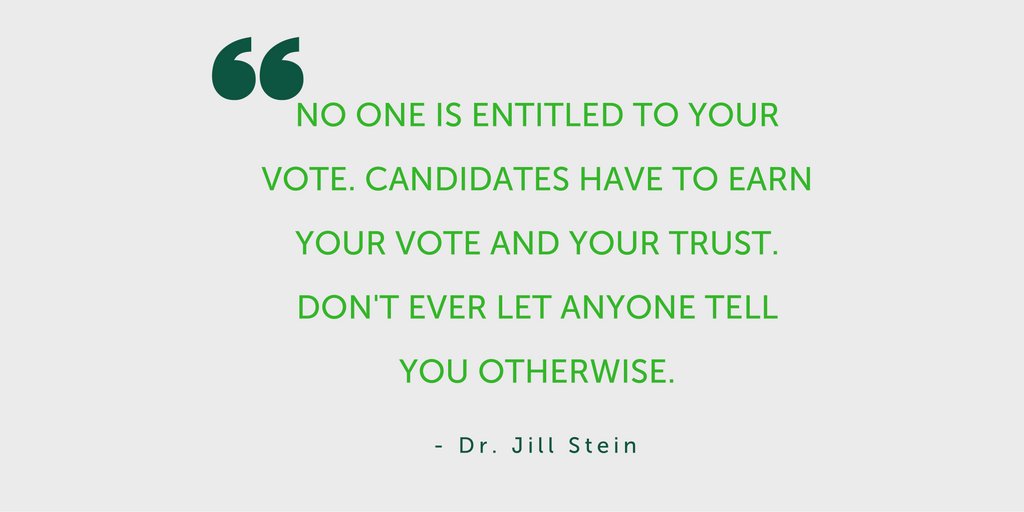 “
NO ONE IS ENTITLED TO YOUR
VOTE. CANDIDATES HAVE TO EARN
YOUR VOTE AND YOUR TRUST.
DON'T EVER LET ANYONE TELL
YOU OTHERWISE.
- Dr. Jill Stein